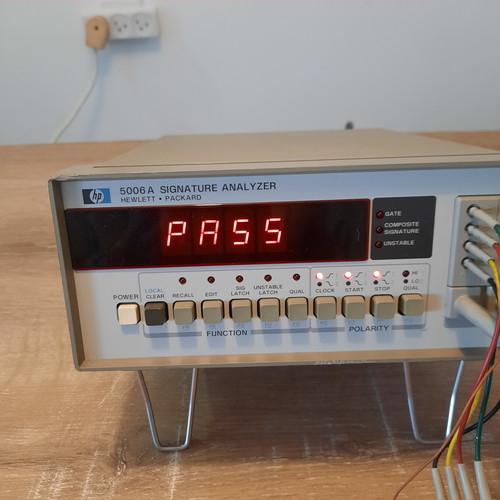 hp
5006A SIGNATURE ANALYZER
HEWLETT • PACKARD
PASS
GATE
COMPOSITE
SIGNATURE
UNSTABLE
POWER
LOCAL
CLEAR
RECALL
EDIT
SIG
LATCH
UNSTABLE
LATCH
QUAL
CLOCK
START
STOP
HI
LO
QUAL
FUNCTION
POLARITY